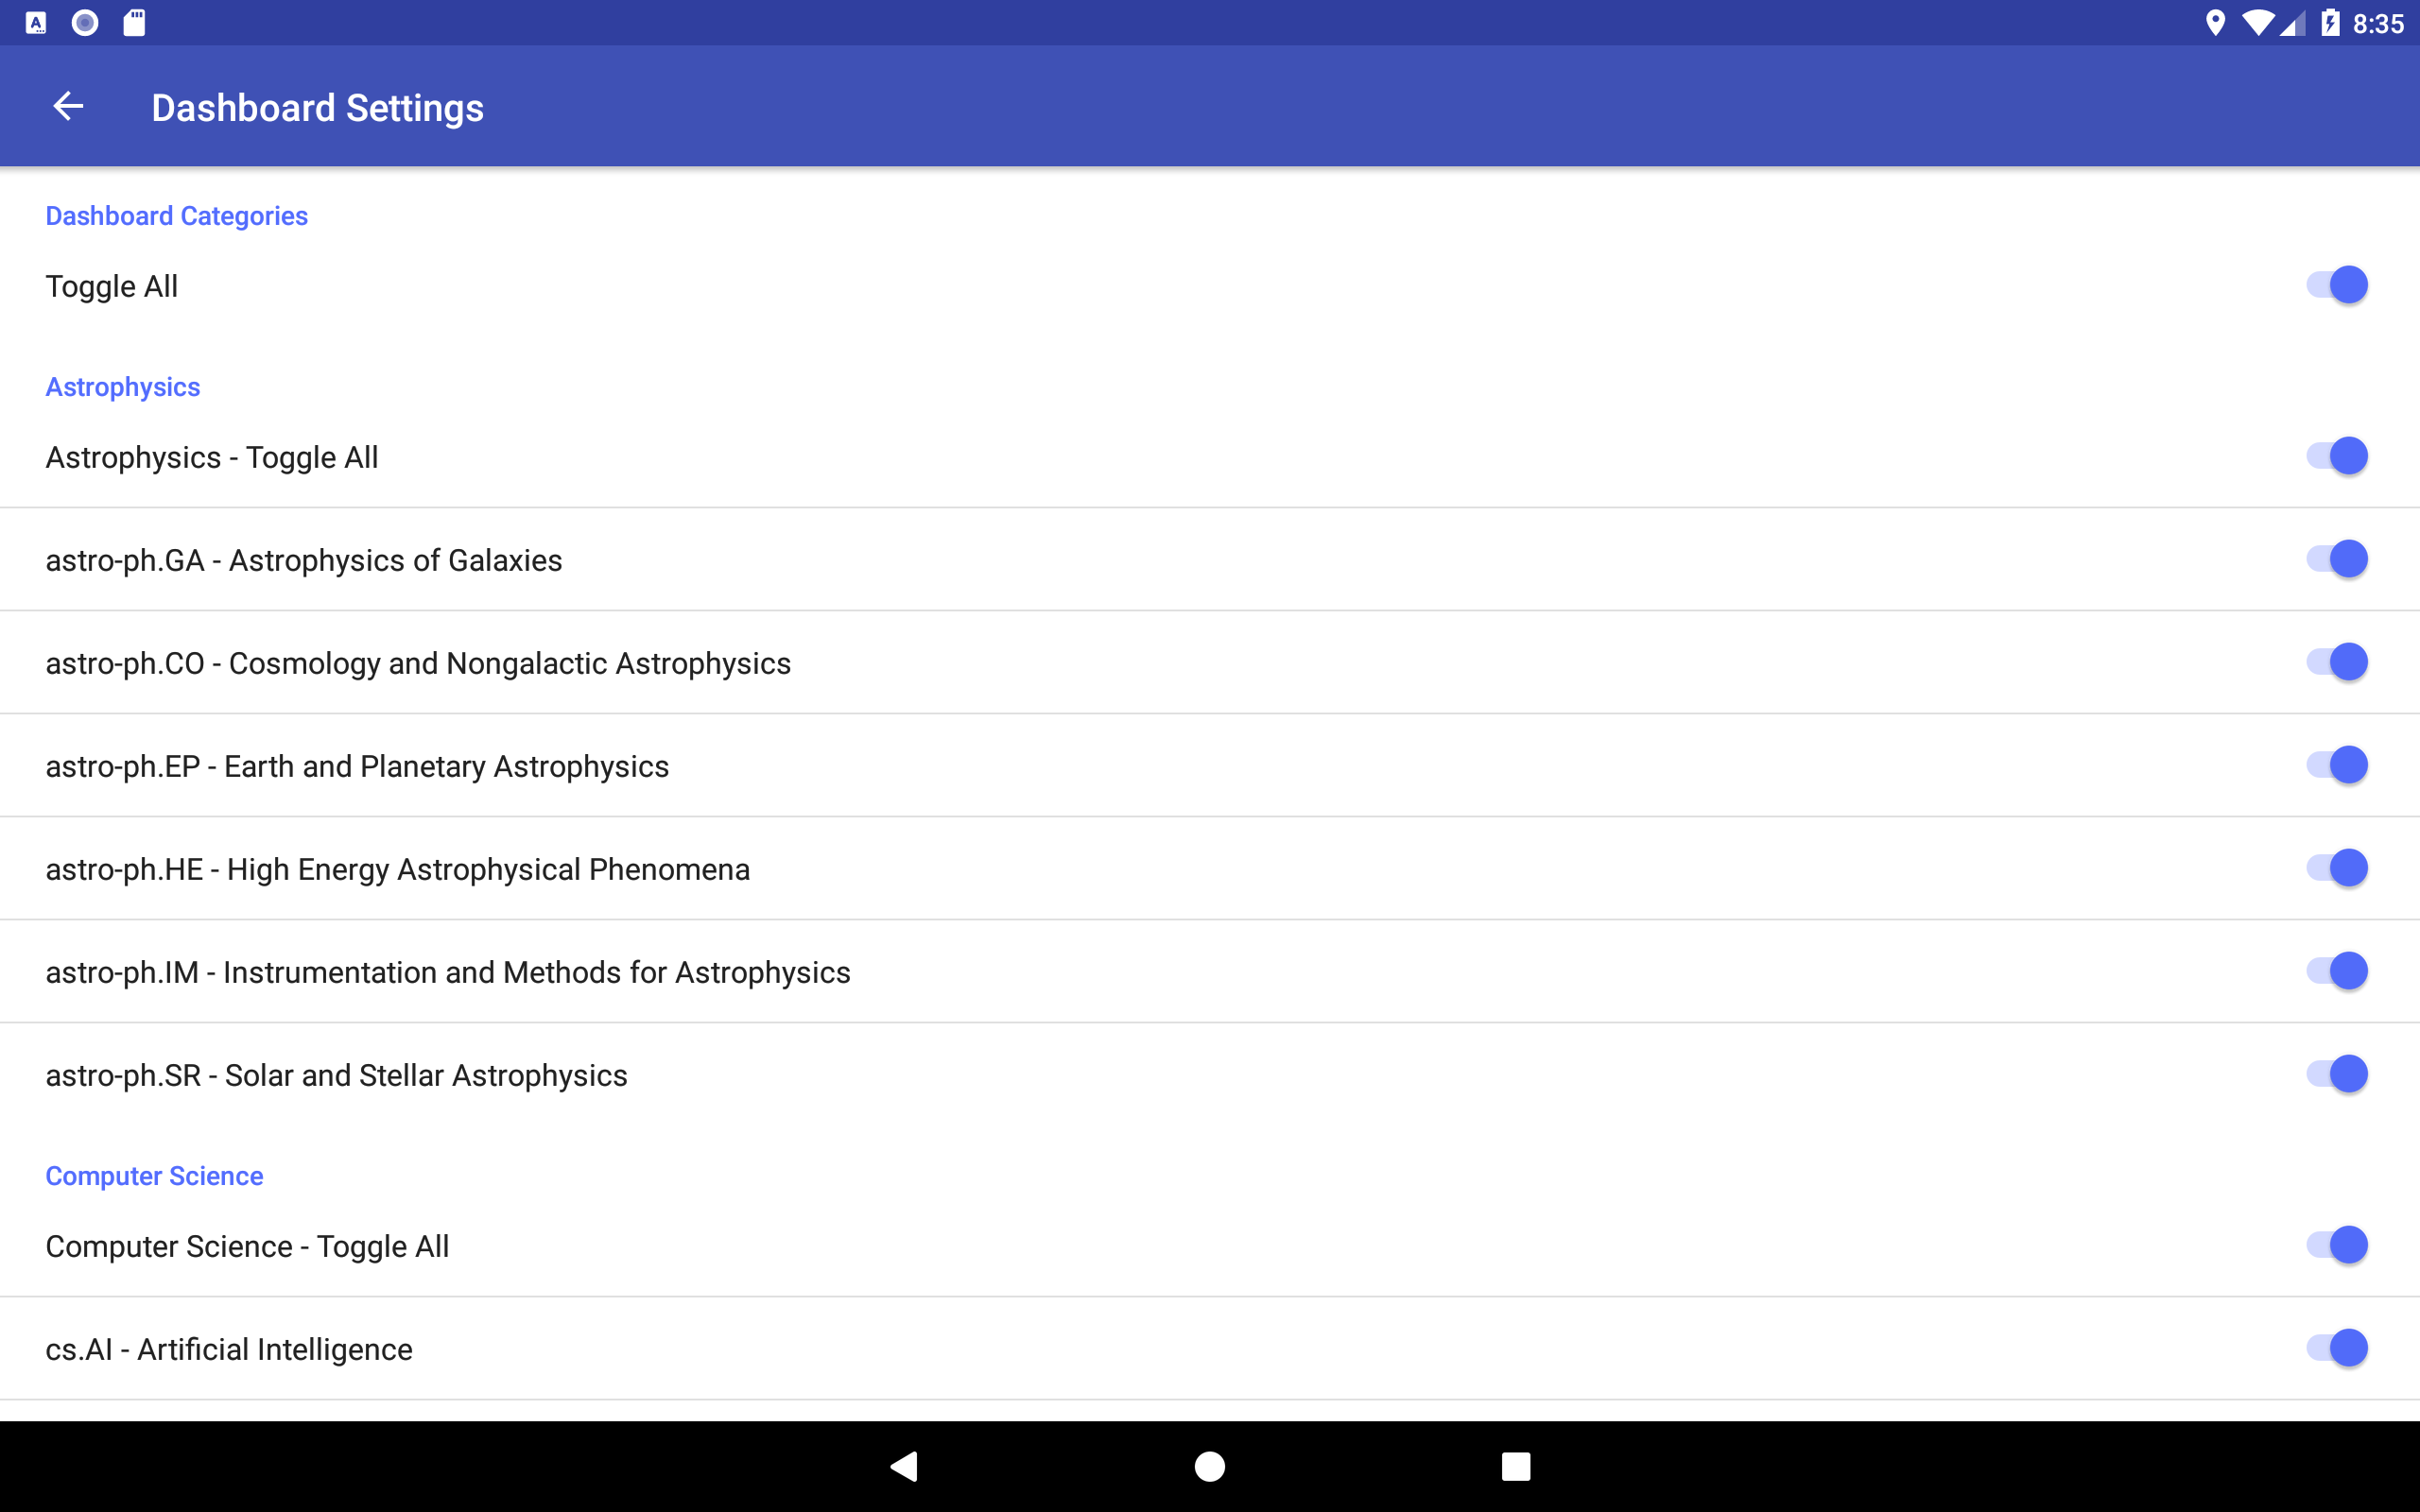 8:35
Dashboard Settings
Dashboard Categories
Toggle All
Astrophysics
Astrophysics - Toggle All
astro-ph.GA - Astrophysics of Galaxies
astro-ph.CO - Cosmology and Nongalactic Astrophysics
astro-ph.EP - Earth and Planetary Astrophysics
astro-ph.HE - High Energy Astrophysical Phenomena
astro-ph.IM - Instrumentation and Methods for Astrophysics
astro-ph.SR - Solar and Stellar Astrophysics
Computer Science
Computer Science - Toggle All
cs.AI - Artificial Intelligence